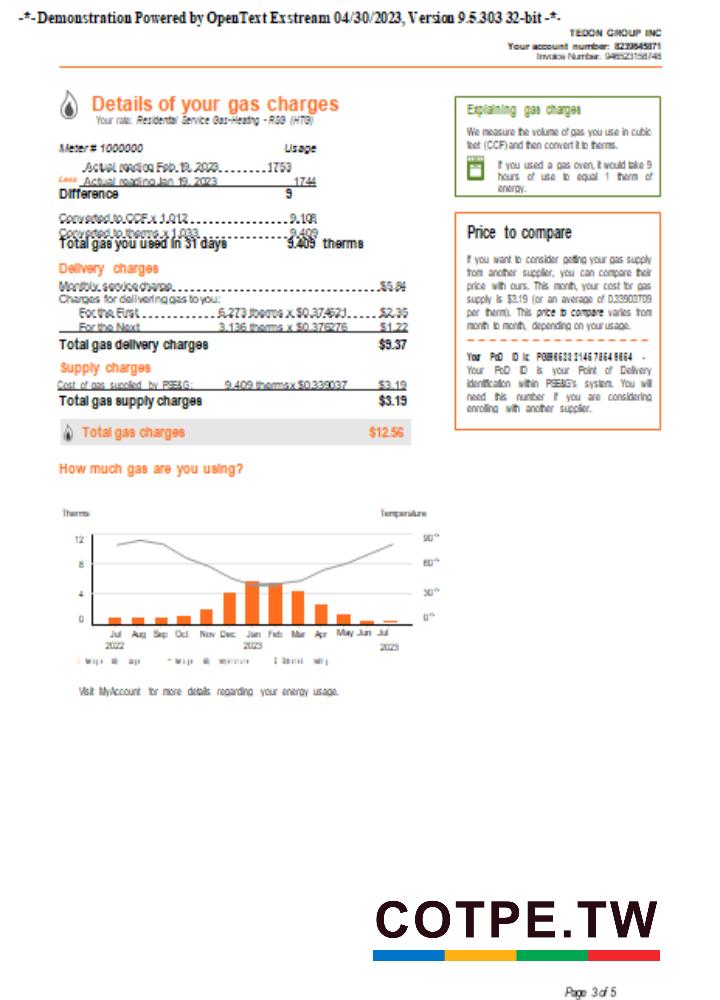 -*- Demonstration Powered by OpenText Exstream 04/30/2023, Version 9.5.303 32-bit -*-
TEDON GROUP INC
Your account number: 8239645871
Invoice Number: 946523158748
Details of your gas charges
Your rate: Residential Service Gas-Heating - RSG (HTG)
Meter # 1000000 Usage
Actual reading Feb 19, 2023 1753
Less Actual reading Jan 19, 2023 1744
Difference 9
Converted to CCF x 1.012 9.108
Converted to therms x 1.033 9.409
Total gas you used in 31 days 9.409 therms
Delivery charges
Monthly service charge $5.84
Charges for delivering gas to you:
For the First 6.273 therms x $0.374621 $2.35
For the Next 3.136 therms x $0.376276 $1.22
Total gas delivery charges $9.37
Supply charges
Cost of gas supplied by PSE&G: 9.409 therms x $0.339037 $3.19
Total gas supply charges $3.19
Total gas charges $12.56
Explaining gas charges
We measure the volume of gas you use in cubic
feet (CCF) and then convert it to therms.
If you used a gas oven, it would take 9
hours of use to equal 1 therm of
energy.
Price to compare
If you want to consider getting your gas supply
from another supplier, you can compare their
price with ours. This month, your cost for gas
supply is $3.19 (or an average of 0.33903709
per therm). This price to compare varies from
month to month, depending on your usage.
Your PoD ID is: -
Your PoD ID is your Point of Delivery
identification within PSE&G's system. You will
need this number if you are considering
enrolling with another supplier.
How much gas are you using?
Therms Temperature
12 90°
8 60°
4 30°
0 0°
Jul Aug Sep Oct Nov Dec Jan Feb Mar Apr May Jun Jul
2022 2023 2023
Visit MyAccount for more details regarding your energy usage.
COTPE.TW
Page 3 of 5